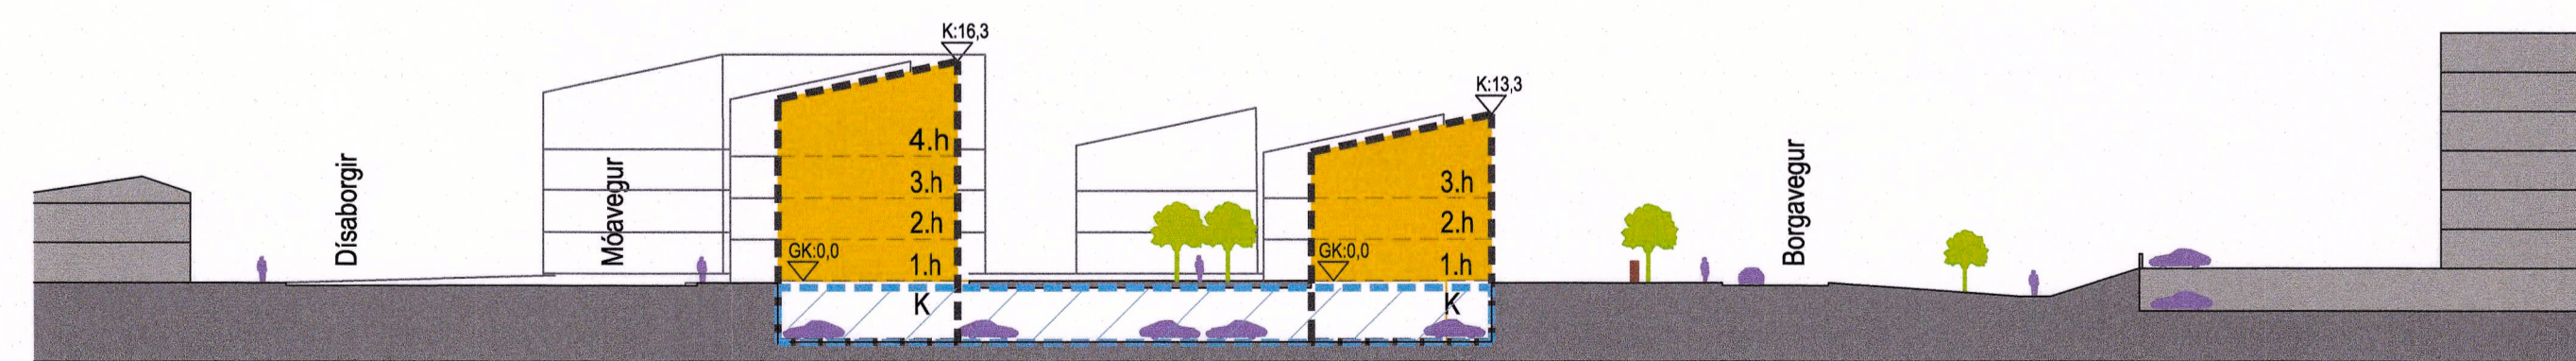 K:16,3
K:13,3
Dísaborgir
Móavegur
4.h
3.h
2.h
1.h
GK:0,0
K
3.h
2.h
1.h
GK:0,0
K
Borgavegur